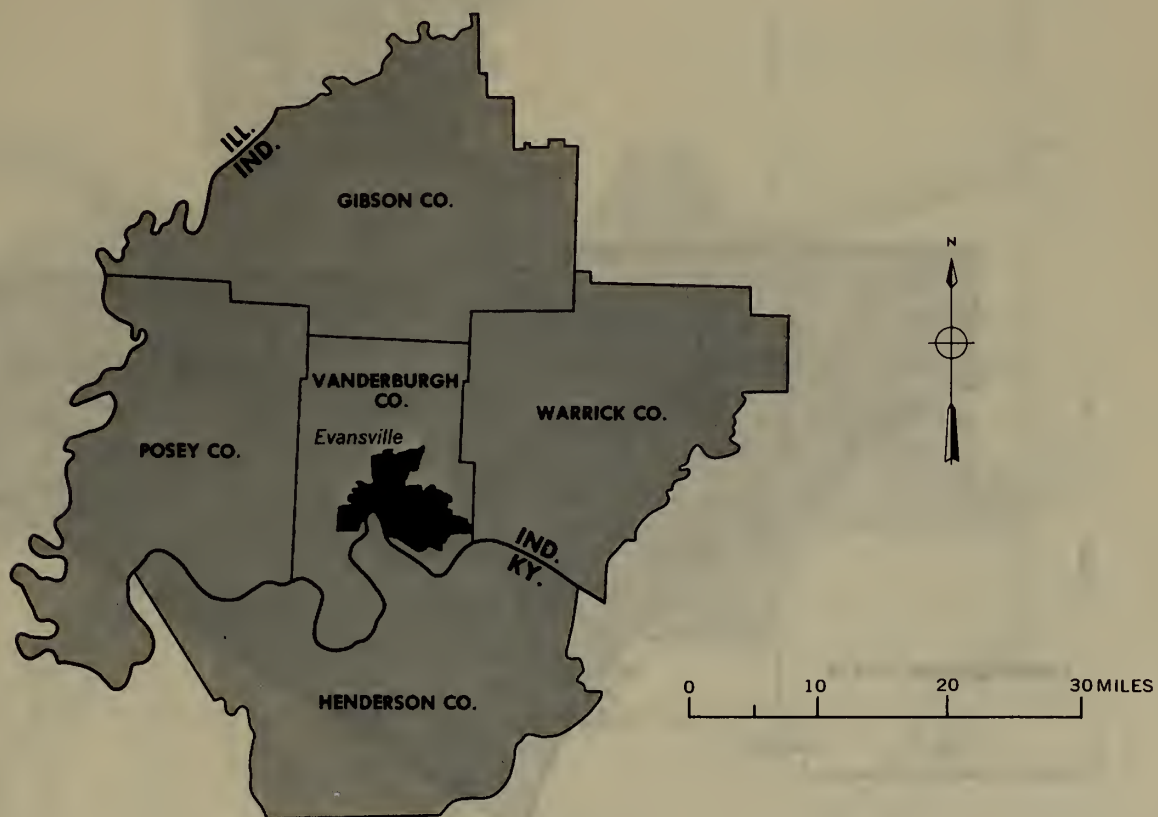 ILL.
IND.
GIBSON CO.
N
VANDERBURGH
CO.
WARRICK CO.
Evansville
POSEY CO.
IND.
KY.
HENDERSON CO.
0 10 20 30 MILES